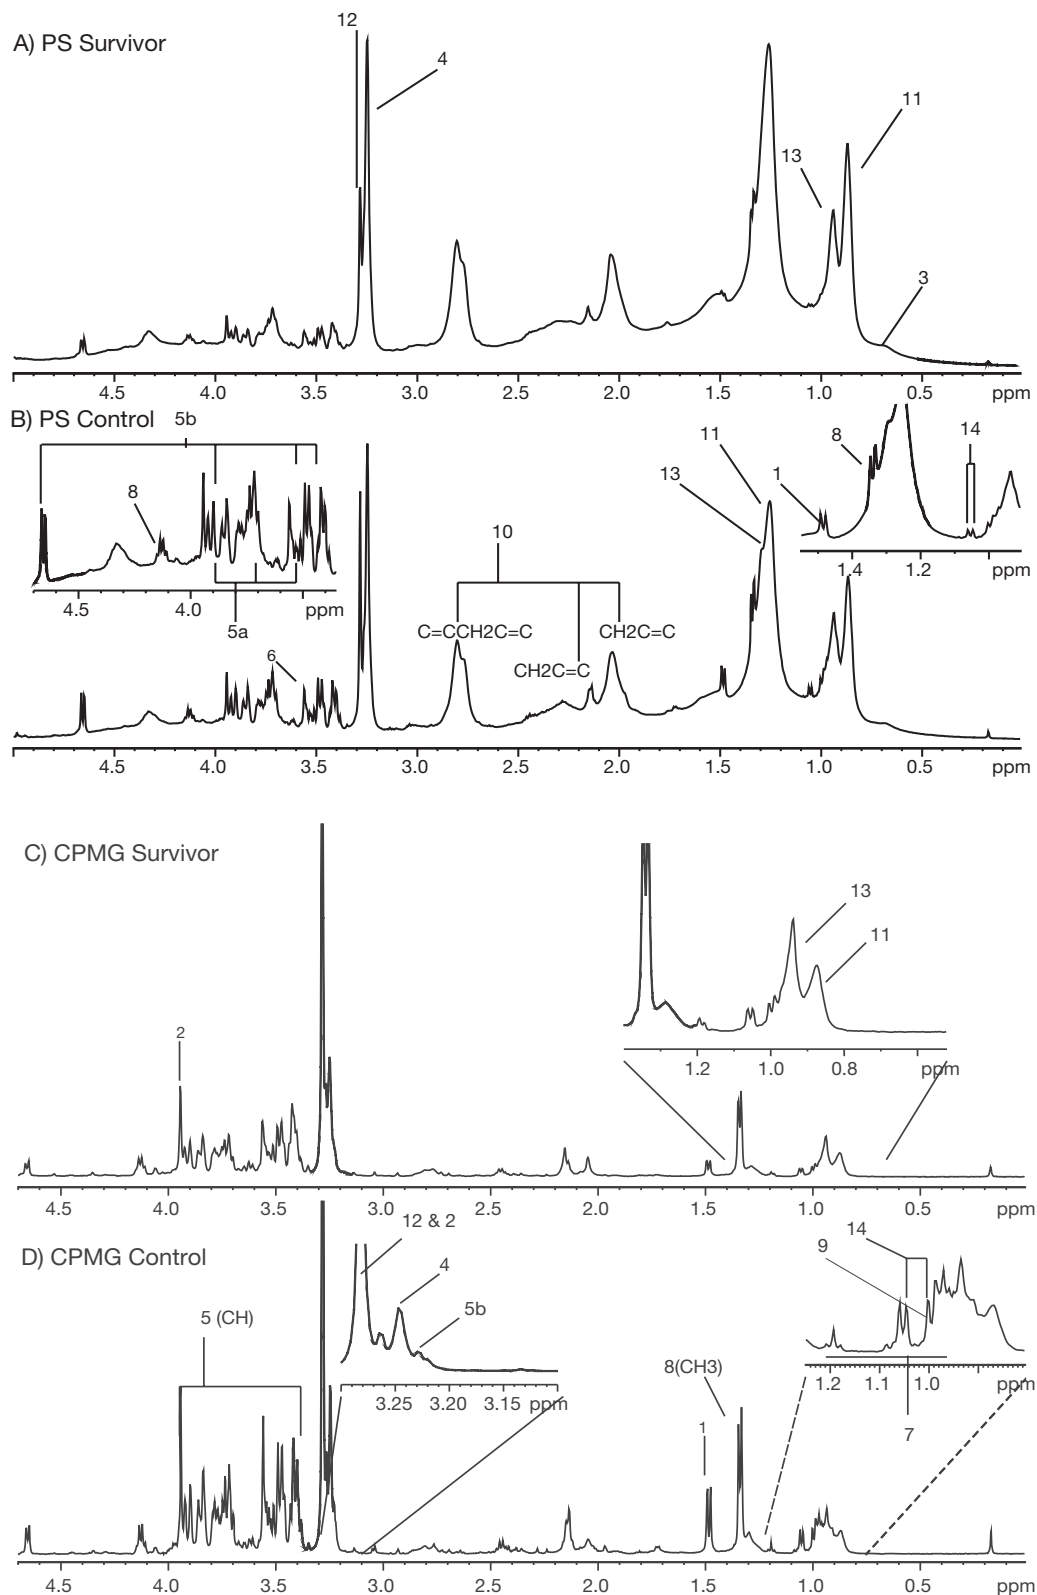 A) PS Survivor
12
4
11
13
3
4.5 4.0 3.5 3.0 2.5 2.0 1.5 1.0 0.5 ppm
B) PS Control
5b
8
4.5 4.0 ppm
5a
6
10
C=CCH2C=C
CH2C=C
CH2C=C
11
13
1
8
14
1.4 1.2 ppm
4.5 4.0 3.5 3.0 2.5 2.0 1.5 1.0 0.5 ppm
C) CPMG Survivor
2
13
11
1.2 1.0 0.8 ppm
4.5 4.0 3.5 3.0 2.5 2.0 1.5 1.0 0.5 ppm
D) CPMG Control
5 (CH)
12 & 2
4
5b
3.25 3.20 3.15 ppm
8(CH3)
1
14
9
1.2 1.1 1.0 ppm
7
4.5 4.0 3.5 3.0 2.5 2.0 1.5 1.0 0.5 ppm